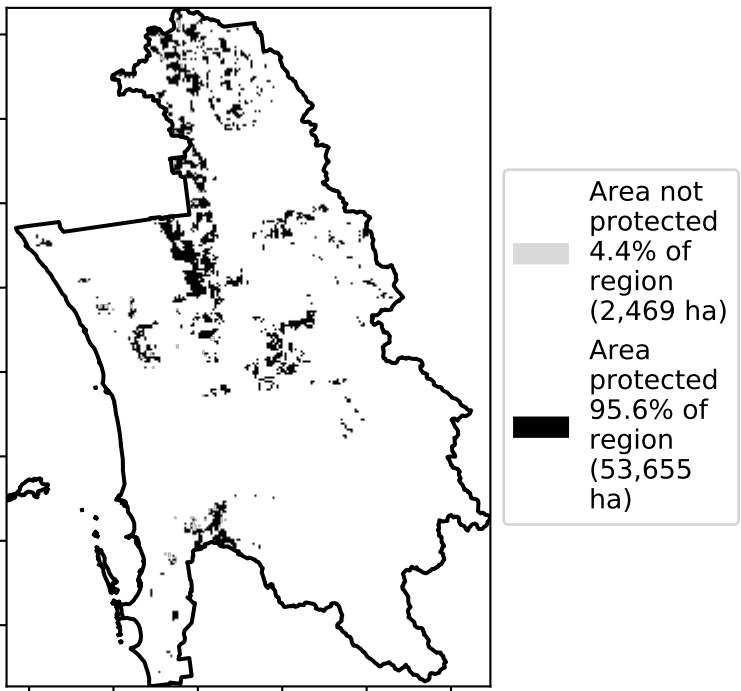 Area not
protected
4.4% of
region
(2,469 ha)
Area
protected
95.6% of
region
(53,655
ha)